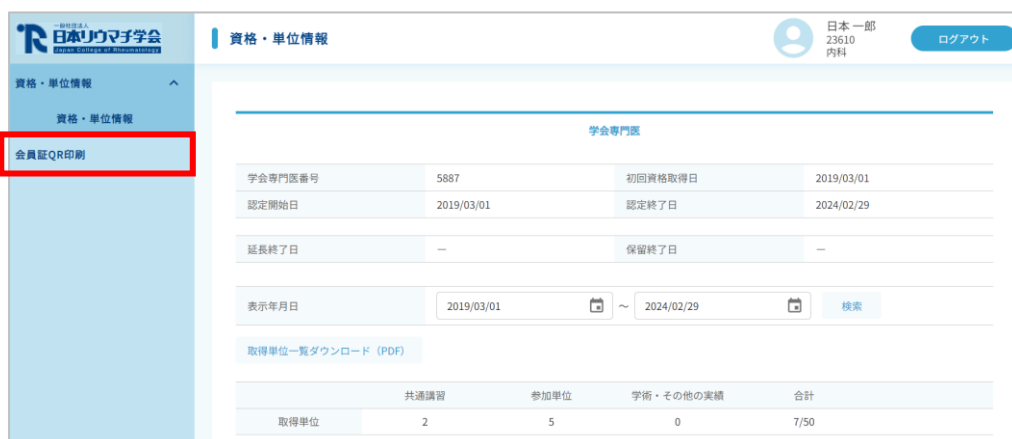 一般社団法人
日本リウマチ学会
Japan College of Rheumatology
資格・単位情報
日本 一郎
23610
内科
ログアウト
資格・単位情報
資格・単位情報
会員証QR印刷
学会専門医
学会専門医番号 5887 初回資格取得日 2019/03/01
認定開始日 2019/03/01 認定終了日 2024/02/29
延長終了日 — 保留終了日 —
表示年月日 2019/03/01 ～ 2024/02/29 検索
取得単位一覧ダウンロード（PDF）
共通講習 参加単位 学術・その他の実績 合計
取得単位 2 5 0 7/50